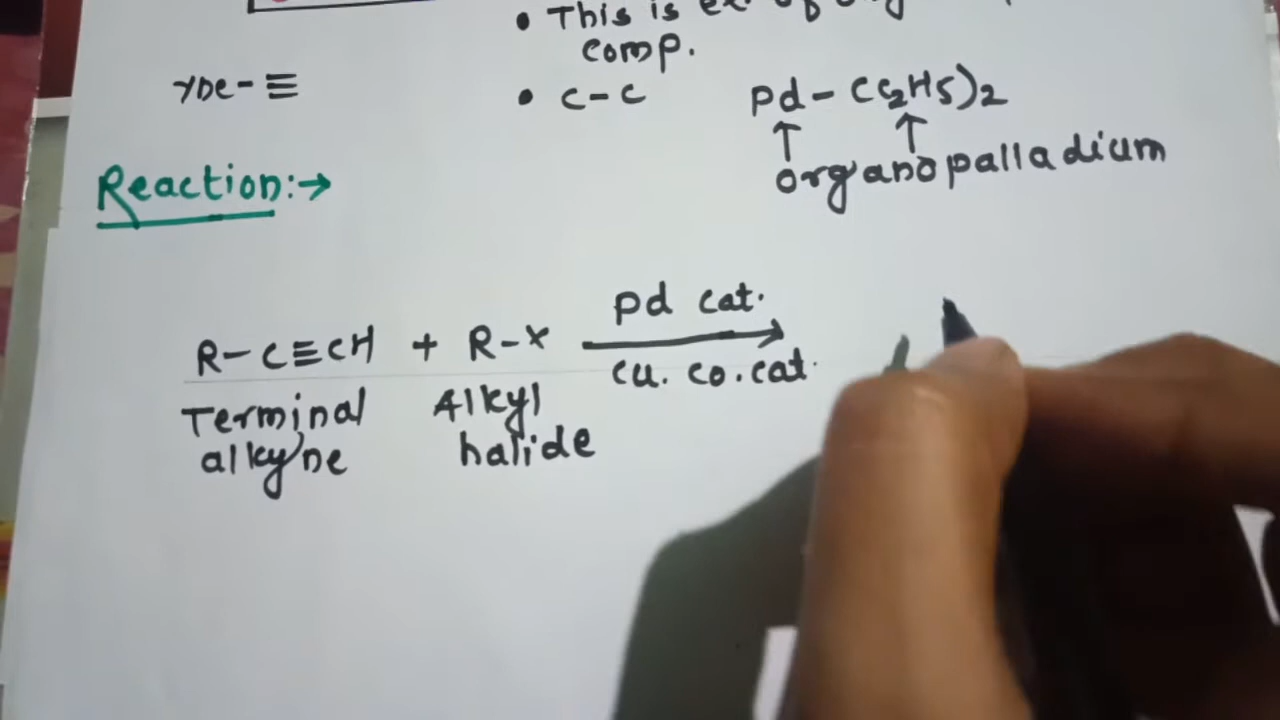 • This is
comp.
yne-≡
• C-C
Pd-(C2H5)2
↑ ↑
organopalladium
Reaction:→
R-C≡CH + R-X
Pd cat.
Cu. Co.cat.
Terminal
alkyne
Alkyl
halide